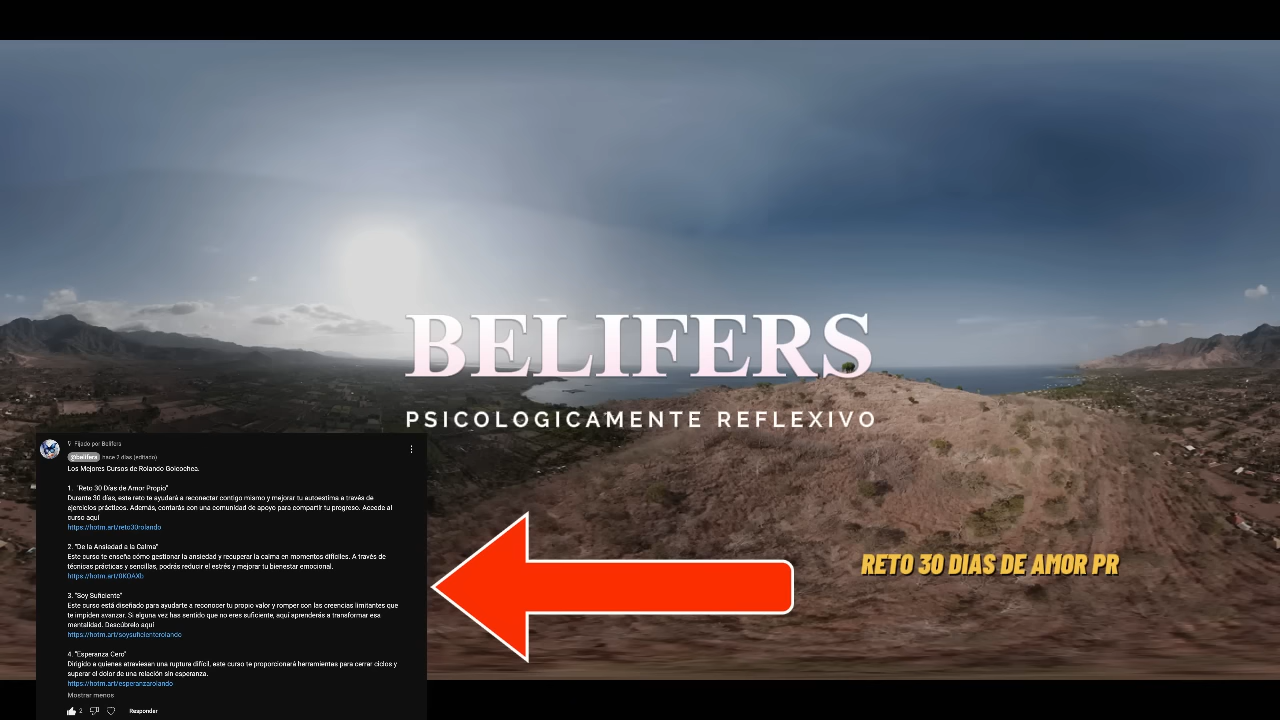 BELIFERS
PSICOLOGICAMENTE REFLEXIVO
Fijado por Belifers
@belifers hace 2 días (editado)
Los Mejores Cursos de Rolando Goicochea.
1. "Reto 30 Días de Amor Propio"
Durante 30 días, este reto te ayudará a reconectar contigo mismo y mejorar tu autoestima a través de
ejercicios prácticos. Además, contarás con una comunidad de apoyo para compartir tu progreso. Accede al
curso aquí
https://hotm.art/reto30rolando
2. "De la Ansiedad a la Calma"
Este curso te enseña cómo gestionar la ansiedad y recuperar la calma en momentos difíciles. A través de
técnicas prácticas y sencillas, podrás reducir el estrés y mejorar tu bienestar emocional.
https://hotm.art/0KOAXb
3. "Soy Suficiente"
Este curso está diseñado para ayudarte a reconocer tu propio valor y romper con las creencias limitantes que
te impiden avanzar. Si alguna vez has sentido que no eres suficiente, aquí aprenderás a transformar esa
mentalidad. Descúbrelo aquí
https://hotm.art/soysuficienterolando
4. "Esperanza Cero"
Dirigido a quienes atraviesan una ruptura difícil, este curso te proporcionará herramientas para cerrar ciclos y
superar el dolor de una relación sin esperanza.
https://hotm.art/esperanzarolando
Mostrar menos
2 Responder
RETO 30 DIAS DE AMOR PR